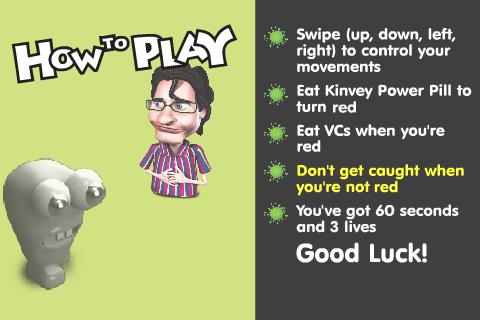 HOW TO PLAY
Swipe (up, down, left,
right) to control your
movements
Eat Kinvey Power Pill to
turn red
Eat VCs when you're
red
Don't get caught when
you're not red
You've got 60 seconds
and 3 lives
Good Luck!